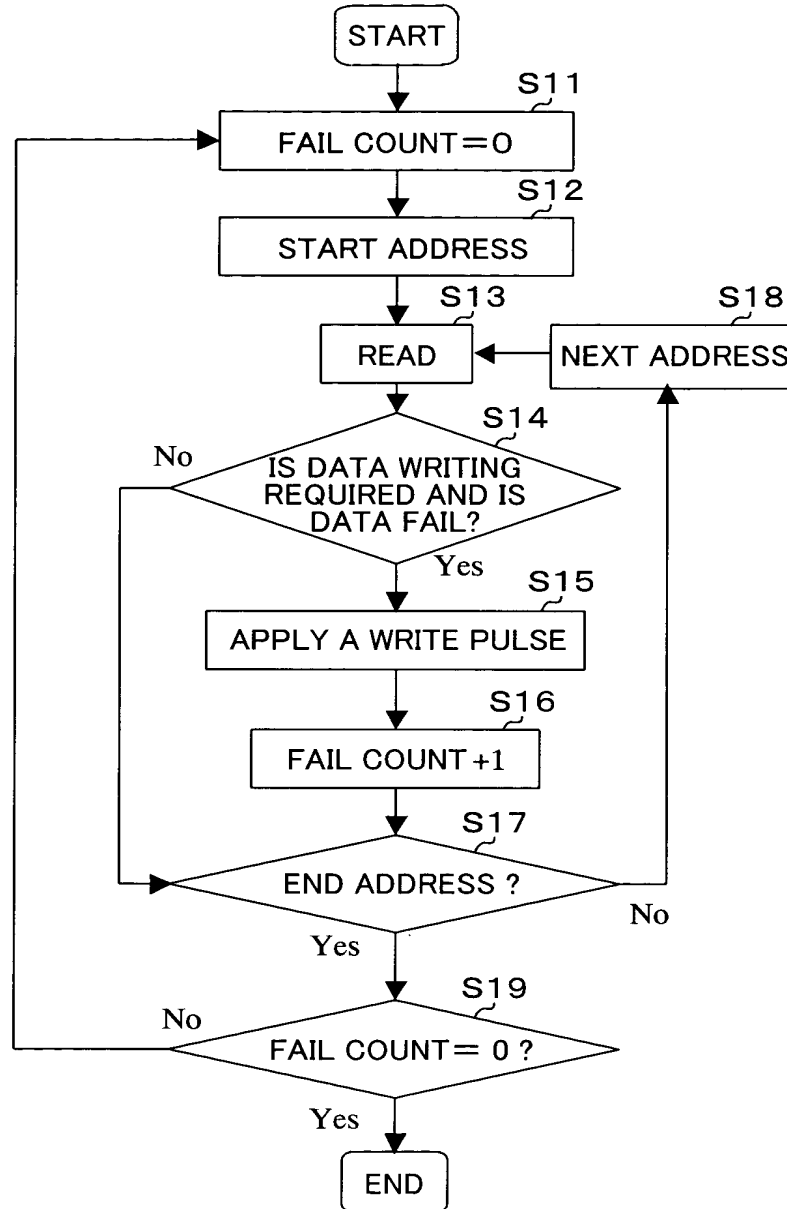 START
S11
FAIL COUNT=0
S12
START ADDRESS
S13
READ
S18
NEXT ADDRESS
S14
No
IS DATA WRITING
REQUIRED AND IS
DATA FAIL?
Yes
S15
APPLY A WRITE PULSE
S16
FAIL COUNT +1
S17
END ADDRESS ?
No
Yes
S19
No
FAIL COUNT= 0 ?
Yes
END